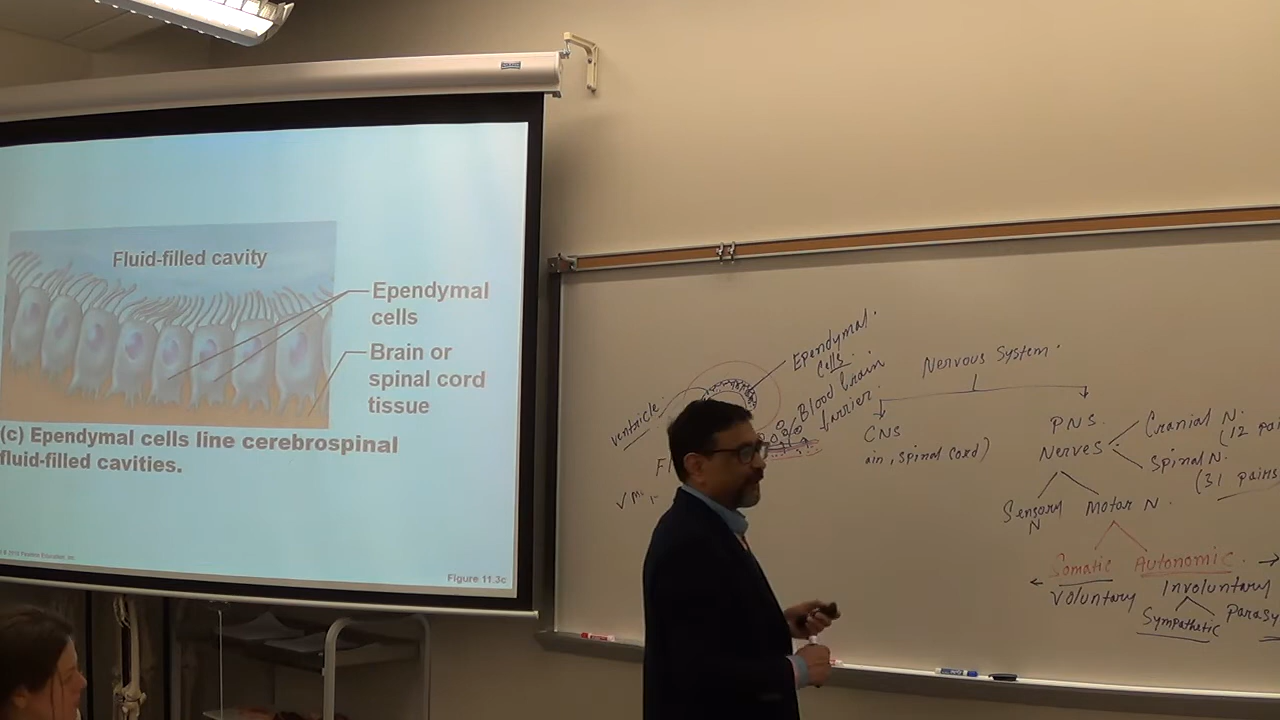 Fluid-filled cavity
Ependymal
cells
Brain or
spinal cord
tissue
(c) Ependymal cells line cerebrospinal
fluid-filled cavities.
Figure 11.3c
Ependymal
cells.
Blood brain
barrier.
ventricle.
Nervous System.
CNS
ain, spinal cord)
PNS.
Nerves
Cranial N.
(12 pai
Spinal N.
(31 pairs
Sensory
N
Motor N.
Somatic
Autonomic
Voluntary
Involuntary
Sympathetic
Parasy